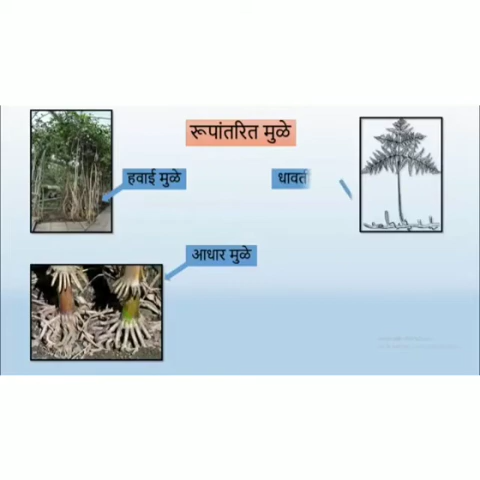 रूपांतरित मुळे
हवाई मुळे
धावती
आधार मुळे